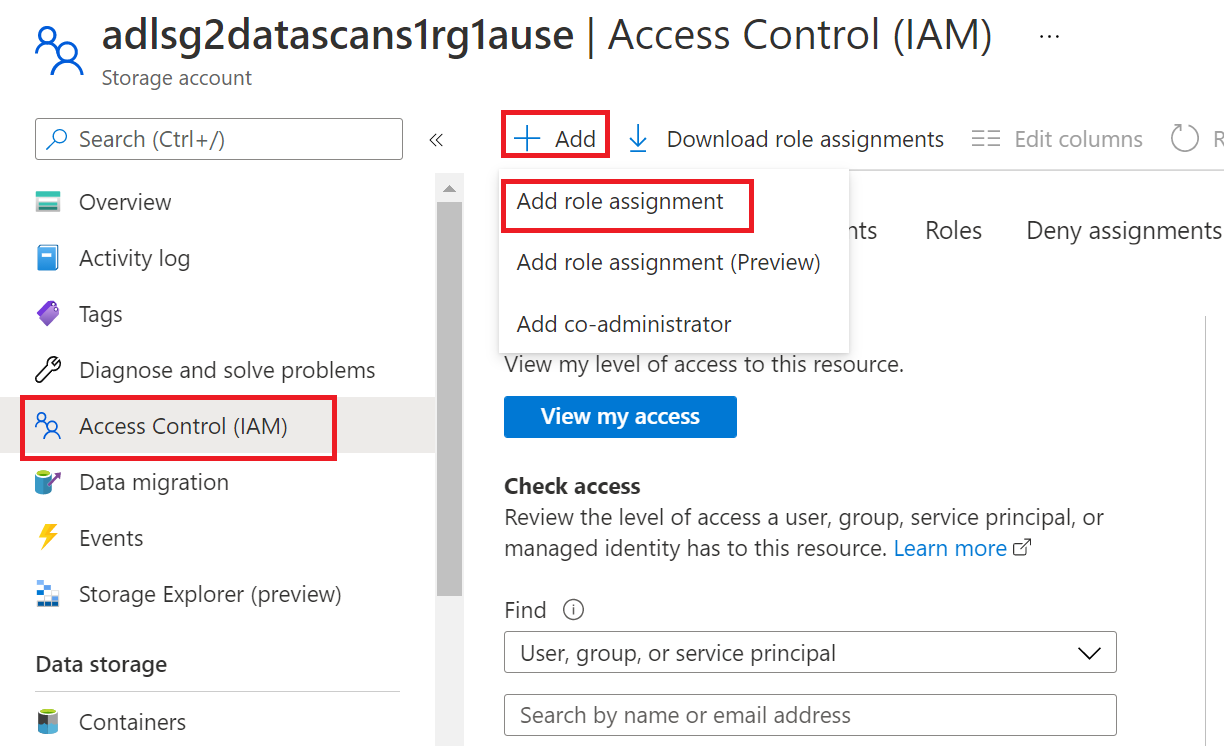 adlsg2datascans1rg1ause | Access Control (IAM) ...
Storage account
Search (Ctrl+/)
«
Overview
Activity log
Tags
Diagnose and solve problems
Access Control (IAM)
Data migration
Events
Storage Explorer (preview)
Data storage
Containers
Add
Download role assignments
Edit columns
R
Add role assignment
Add role assignment (Preview)
Add co-administrator
nts
Roles
Deny assignments
View my level of access to this resource.
View my access
Check access
Review the level of access a user, group, service principal, or
managed identity has to this resource. Learn more
Find
User, group, or service principal
Search by name or email address